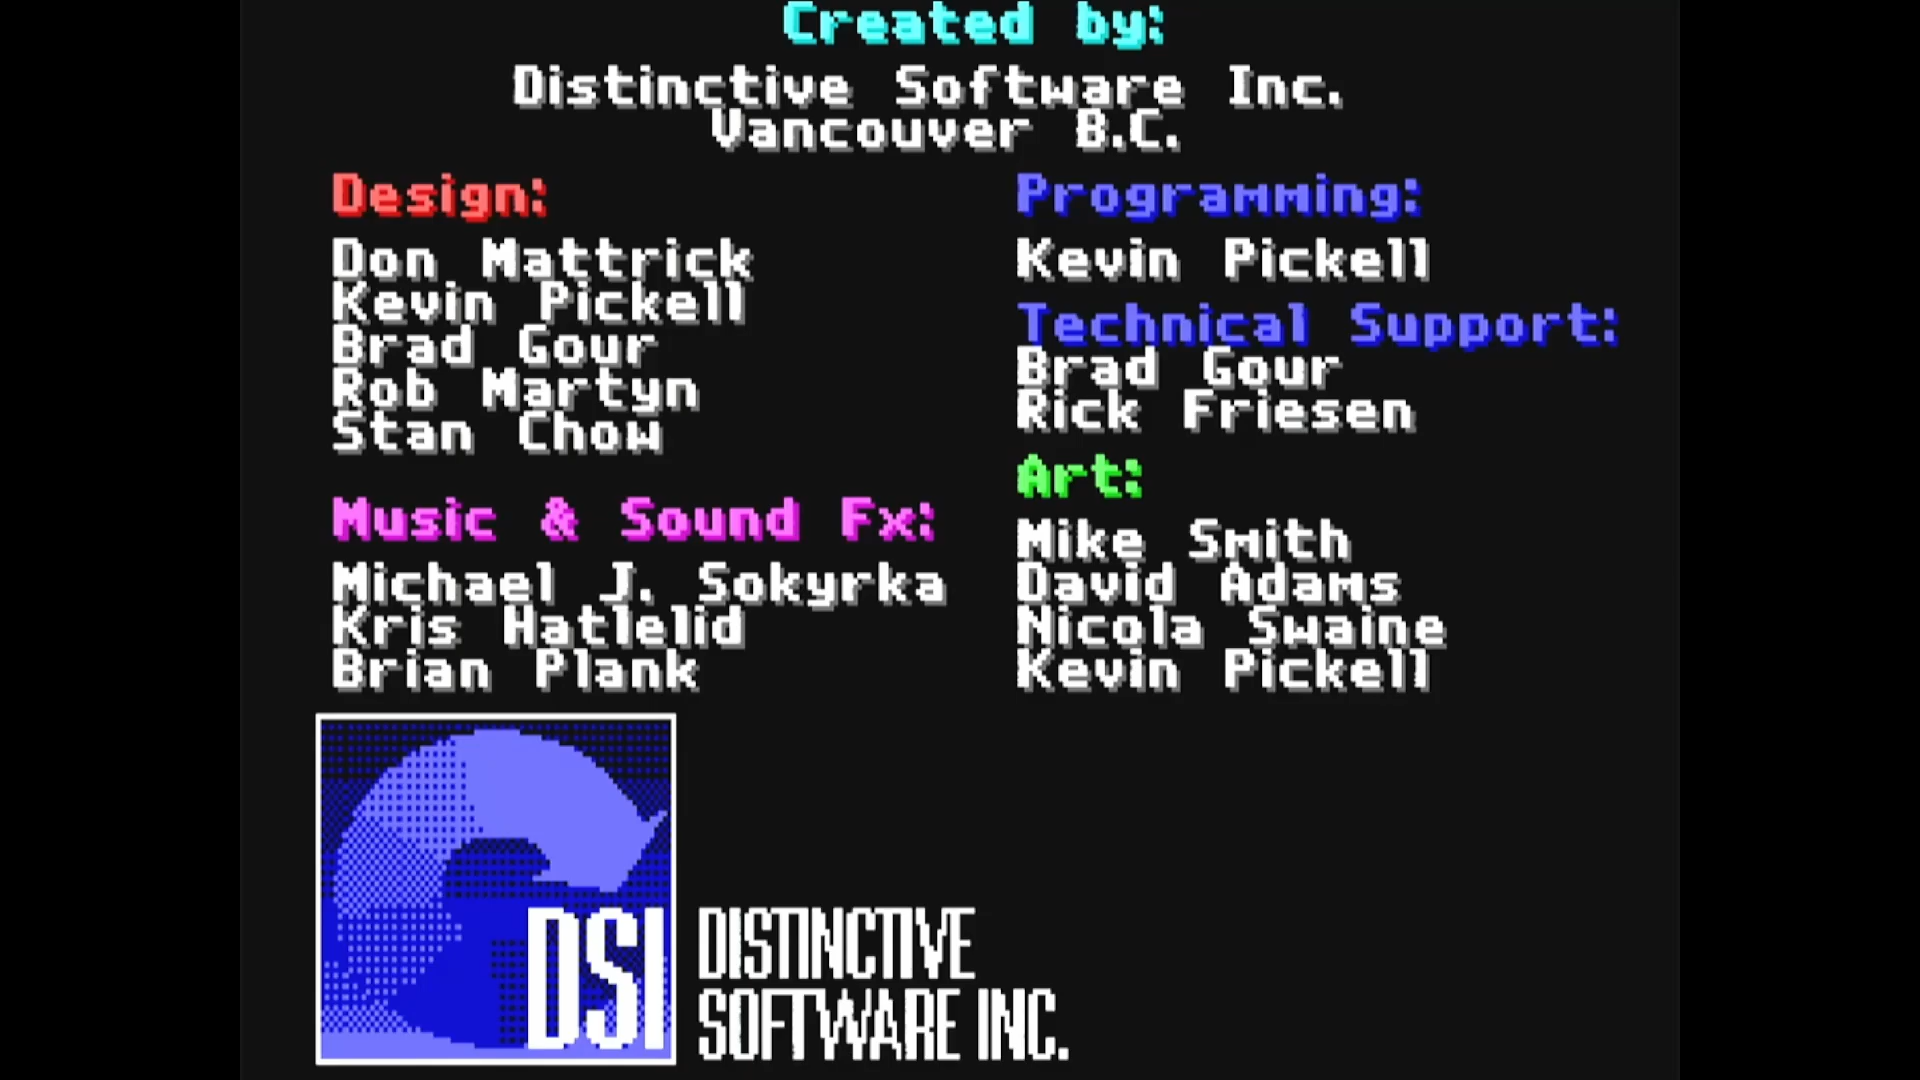 Created by:
Distinctive Software Inc.
Vancouver B.C.
Design:
Don Mattrick
Kevin Pickell
Brad Gour
Rob Martyn
Stan Chow
Music & Sound Fx:
Michael J. Sokyrka
Kris Hatlelid
Brian Plank
Programming:
Kevin Pickell
Technical Support:
Brad Gour
Rick Friesen
Art:
Mike Smith
David Adams
Nicola Swaine
Kevin Pickell
DSI
DISTINCTIVE
SOFTWARE INC.